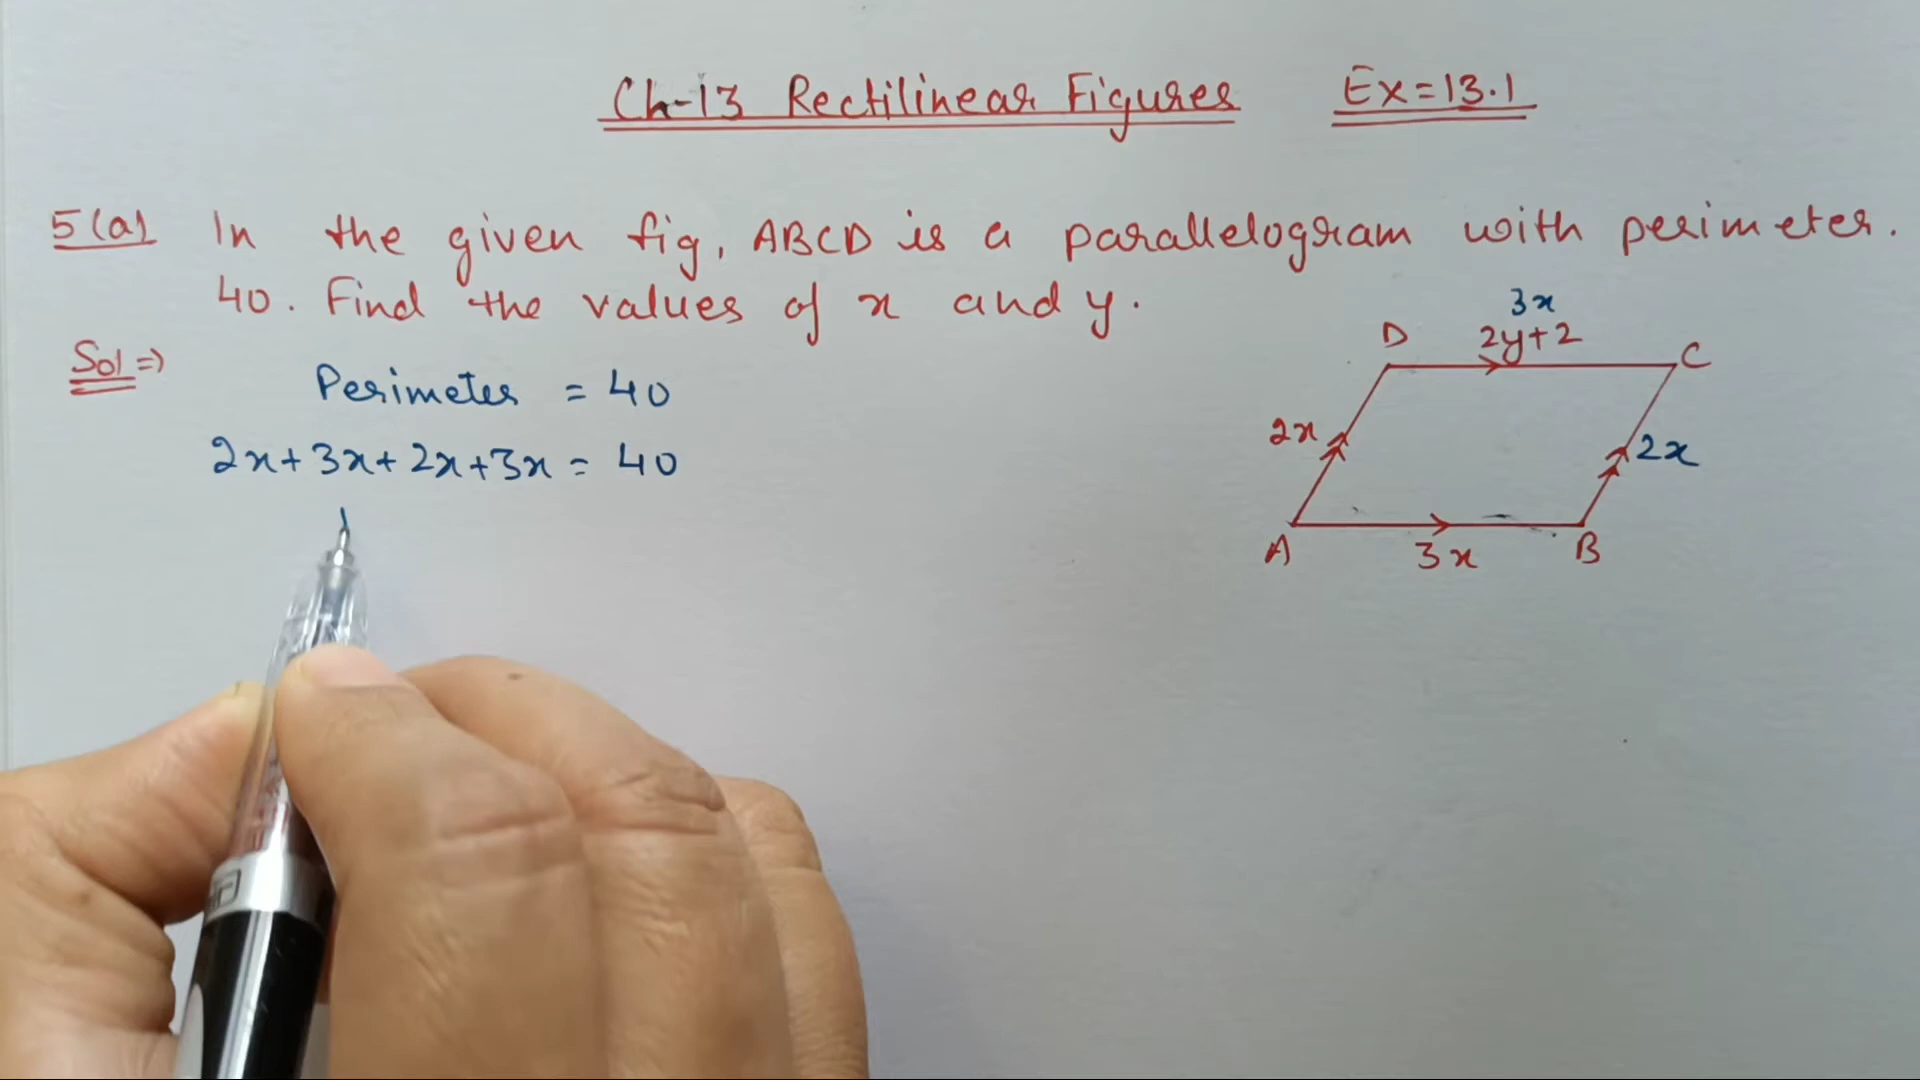 Ch-13 Rectilinear Figures Ex=13.1
5(a) In the given fig, ABCD is a parallelogram with perimeter.
40. Find the values of x and y.
Sol⇒
Perimeter = 40
2x+3x+2x+3x = 40
3x
D 2y+2 C
2x 2x
A 3x B